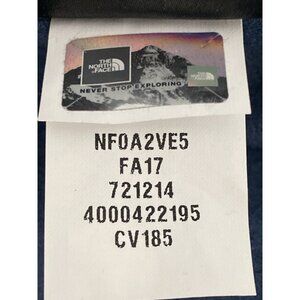 THE
NORTH
FACE
NEVER STOP EXPLORING
NF0A2VE5
FA17
721214
4000422195
CV185